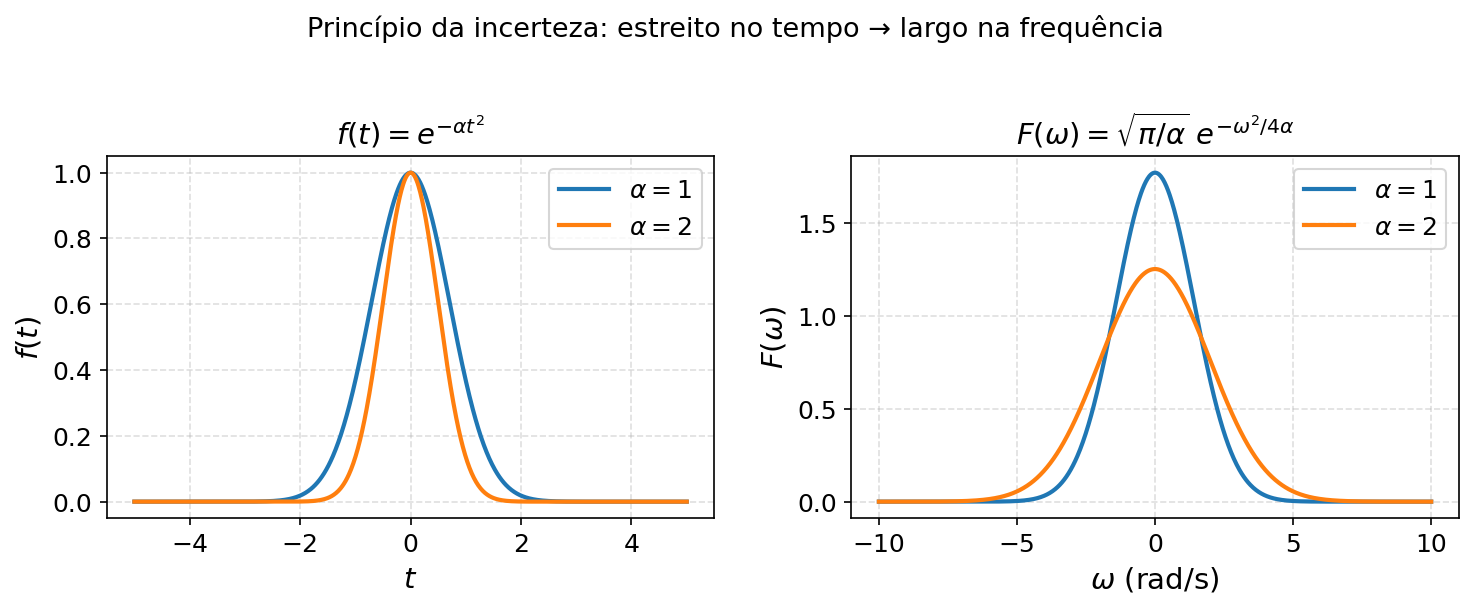 Princípio da incerteza: estreito no tempo → largo na frequência
f(t) = e^{−αt²}
F(ω) = √(π/α) e^{−ω²/4α}
1.0
0.8
0.6
0.4
0.2
0.0
f(t)
α = 1
α = 2
−4
−2
0
2
4
t
1.5
1.0
0.5
0.0
F(ω)
α = 1
α = 2
−10
−5
0
5
10
ω (rad/s)